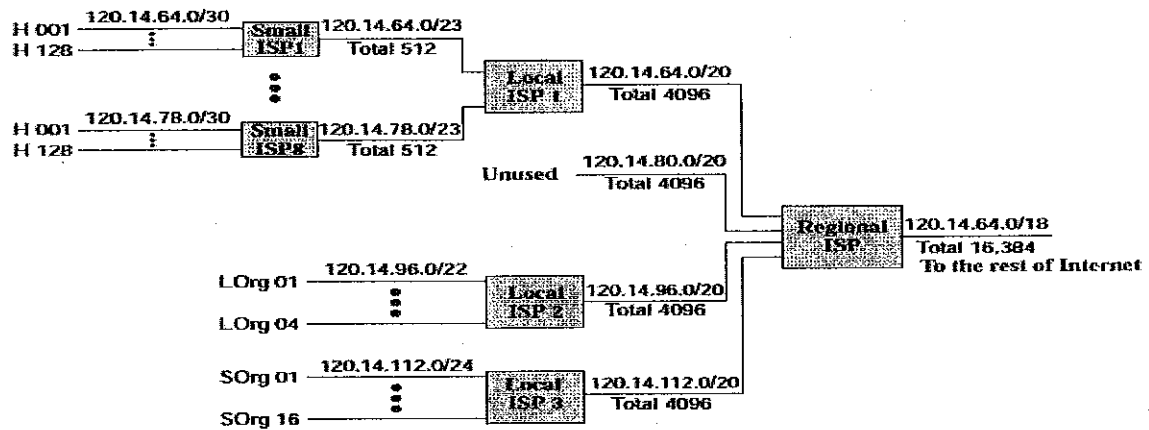 H 001
120.14.64.0/30
H 128
Small
ISP1
120.14.64.0/23
Total 512
H 001
120.14.78.0/30
H 128
Small
ISP8
120.14.78.0/23
Total 512
Local
ISP 1
120.14.64.0/20
Total 4096
Unused
120.14.80.0/20
Total 4096
Regional
ISP
120.14.64.0/18
Total 16,384
To the rest of Internet
LOrg 01
120.14.96.0/22
LOrg 04
Local
ISP 2
120.14.96.0/20
Total 4096
SOrg 01
120.14.112.0/24
SOrg 16
Local
ISP 3
120.14.112.0/20
Total 4096